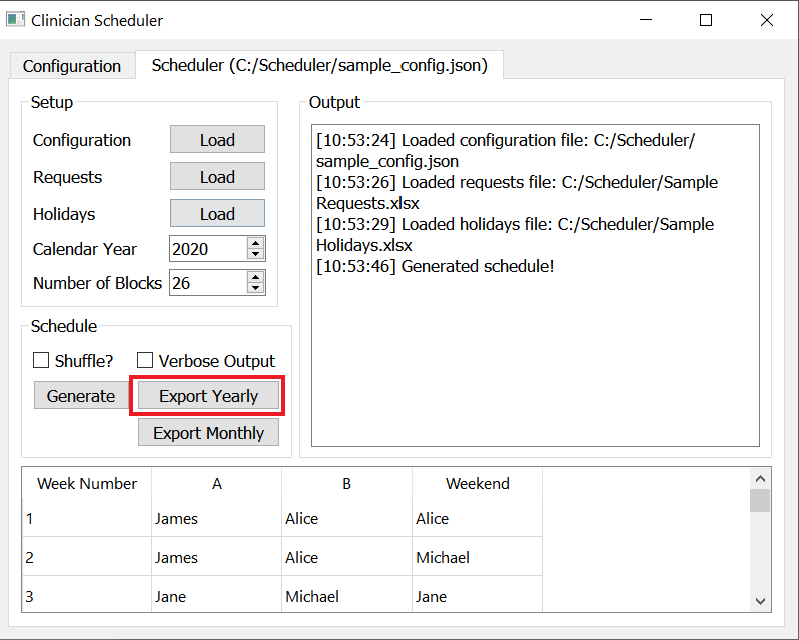 Clinician Scheduler
Configuration
Scheduler (C:/Scheduler/sample_config.json)
Setup
Configuration Load
Requests Load
Holidays Load
Calendar Year 2020
Number of Blocks 26
Schedule
Shuffle? Verbose Output
Generate Export Yearly
Export Monthly
Output
[10:53:24] Loaded configuration file: C:/Scheduler/
sample_config.json
[10:53:26] Loaded requests file: C:/Scheduler/Sample
Requests.xlsx
[10:53:29] Loaded holidays file: C:/Scheduler/Sample
Holidays.xlsx
[10:53:46] Generated schedule!
Week Number A B Weekend
1 James Alice Alice
2 James Alice Michael
3 Jane Michael Jane